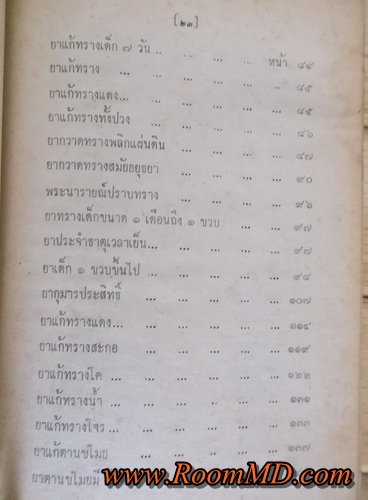 [๒๑]
ยาแก้ทรางเด็ก ๗ วัน ... ... ... ... หน้า ๘๔
ยาแก้ทราง ... ... ... ... ๘๕
ยาแก้ทรางแดง... ... ... ... ๘๕
ยาแก้ทรางทั้งปวง ... ... ... ๘๖
ยากวาดทรางพลิกแผ่นดิน ... ... ... ๘๗
ยากวาดทรางสมัยอยุธยา ... ... ... ๙๐
พระนารายณ์ปราบทราง ... ... ... ๙๖
ยาทรางเด็กขนาด ๑ เดือนถึง ๑ ขวบ ... ... ๙๗
ยาประจำธาตุเวลาเย็น... ... ... ... ๙๗
ยาเด็ก ๑ ขวบขึ้นไป ... ... ... ... ๙๘
ยากุมารประสิทธิ์ ... ... ... ... ๑๐๗
ยาแก้ทรางแดง... ... ... ... ... ๑๑๔
ยาแก้ทรางสะกอ ... ... ... ... ๑๑๙
ยาแก้ทรางโค ... ... ... ... ... ๑๒๒
ยาแก้ทรางน้ำ ... ... ... ... ... ๑๓๑
ยาแก้ทรางโจร ... ... ... ... ... ๑๓๓
ยาแก้ตานขโมย ... ... ... ... ๑๓๗
ยาตานขโมยมี
www.RoomMD.com